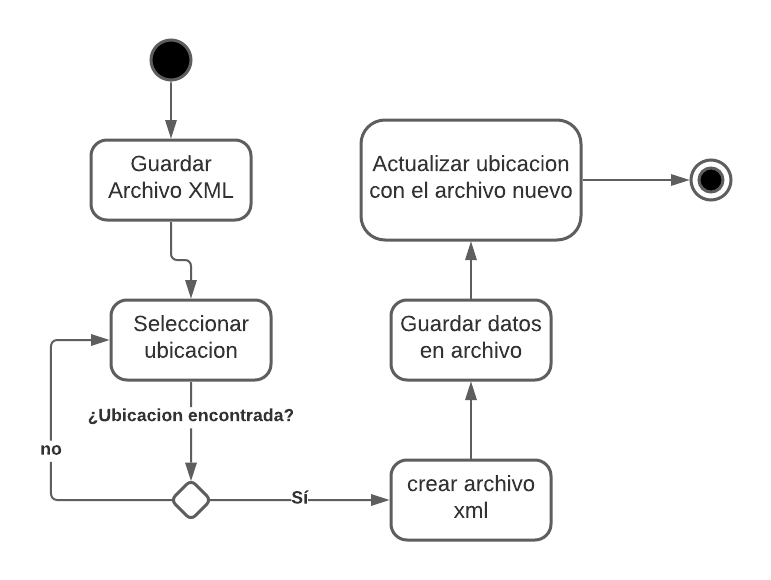 Guardar
Archivo XML
Seleccionar
ubicacion
¿Ubicacion encontrada?
no
Sí
crear archivo
xml
Guardar datos
en archivo
Actualizar ubicacion
con el archivo nuevo